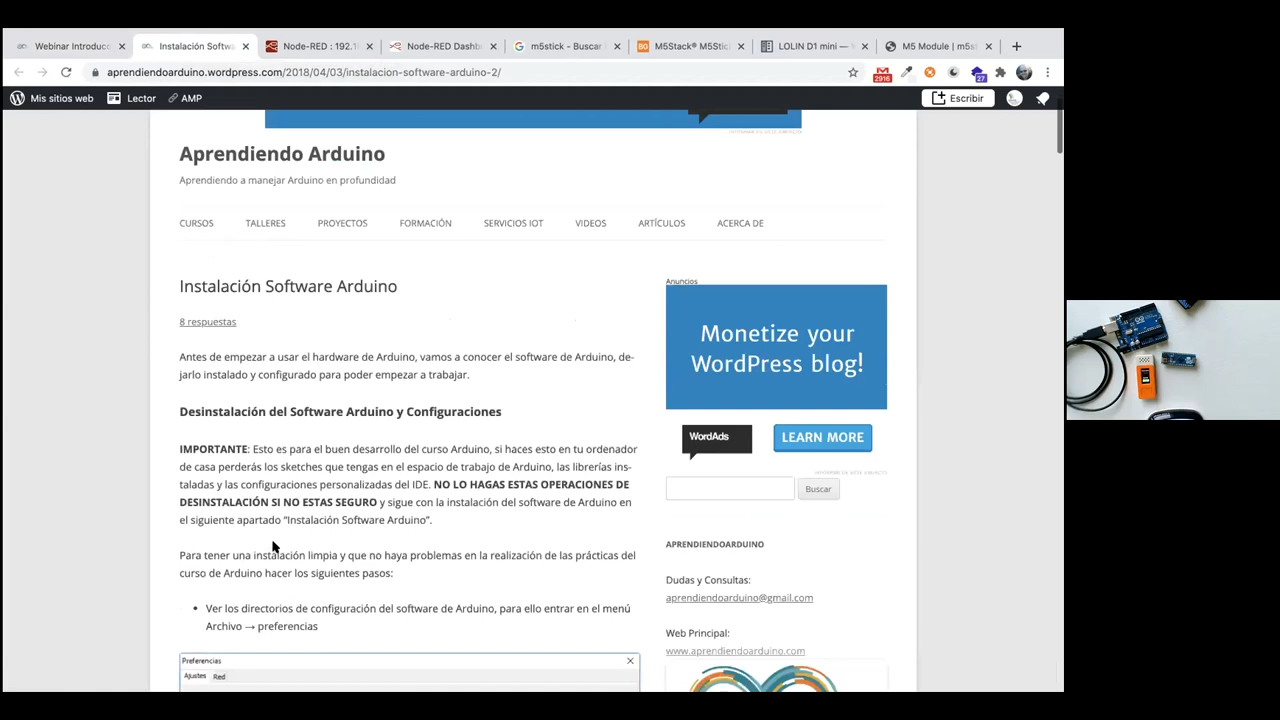 Webinar Introducc
Instalación Softwa
Node-RED : 192.16
Node-RED Dashb
m5stick - Buscar
M5Stack® M5Stic
LOLIN D1 mini —
M5 Module | m5s
aprendiendoarduino.wordpress.com/2018/04/03/instalacion-software-arduino-2/
2916
27
Mis sitios web
Lector
AMP
Escribir
Aprendiendo Arduino
Aprendiendo a manejar Arduino en profundidad
CURSOS TALLERES PROYECTOS FORMACIÓN SERVICIOS IOT VIDEOS ARTÍCULOS ACERCA DE
Instalación Software Arduino
8 respuestas
Antes de empezar a usar el hardware de Arduino, vamos a conocer el software de Arduino, de-
jarlo instalado y configurado para poder empezar a trabajar.
Desinstalación del Software Arduino y Configuraciones
IMPORTANTE: Esto es para el buen desarrollo del curso Arduino, si haces esto en tu ordenador
de casa perderás los sketches que tengas en el espacio de trabajo de Arduino, las librerías ins-
taladas y las configuraciones personalizadas del IDE. NO LO HAGAS ESTAS OPERACIONES DE
DESINSTALACIÓN SI NO ESTAS SEGURO y sigue con la instalación del software de Arduino en
el siguiente apartado “Instalación Software Arduino”.
Para tener una instalación limpia y que no haya problemas en la realización de las prácticas del
curso de Arduino hacer los siguientes pasos:
• Ver los directorios de configuración del software de Arduino, para ello entrar en el menú
Archivo → preferencias
Preferencias
Ajustes Red
Anuncios
Monetize your
WordPress blog!
WordAds
LEARN MORE
Buscar
APRENDIENDOARDUINO
Dudas y Consultas:
aprendiendoarduino@gmail.com
Web Principal:
www.aprendiendoarduino.com